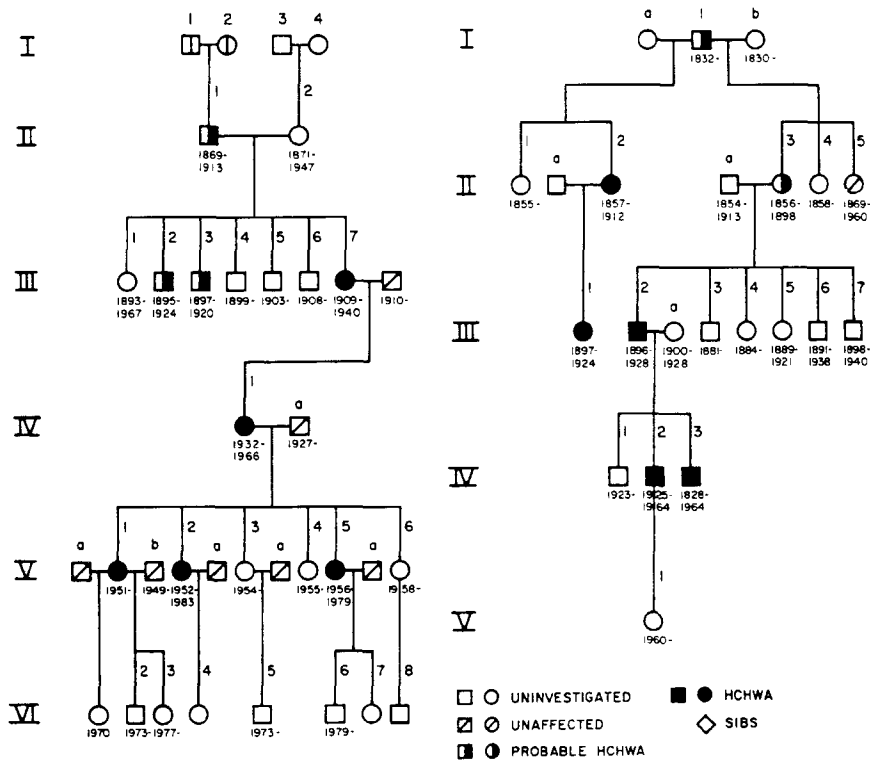 1 2 3 4
I
1 2
II
1869- 1871-
1913 1947
1 2 3 4 5 6 7
III
1893- 1895- 1897- 1899- 1903- 1908- 1909- 1910-
1967 1924 1920 1940
1
a
IV
1932- 1927-
1966
1 2 3 4 5 6
a b a a a
V
1951- 1949- 1952- 1954- 1955- 1956- 1958-
1983 1979
2 3 4 5 6 7 8
VI
1970 1973- 1977- 1973- 1979-
a 1 b
I
1832- 1830-
1 a 2 a 3 4 5
II
1855- 1857- 1854- 1856- 1858- 1869-
1912 1913 1898 1960
1 2 a 3 4 5 6 7
III
1897- 1896- 1900- 1881- 1884- 1889- 1891- 1898-
1924 1928 1928 1921 1938 1940
1 2 3
IV
1923- 1925- 1828-
1964 1964
1
V
1960-
UNINVESTIGATED HCHWA
UNAFFECTED SIBS
PROBABLE HCHWA